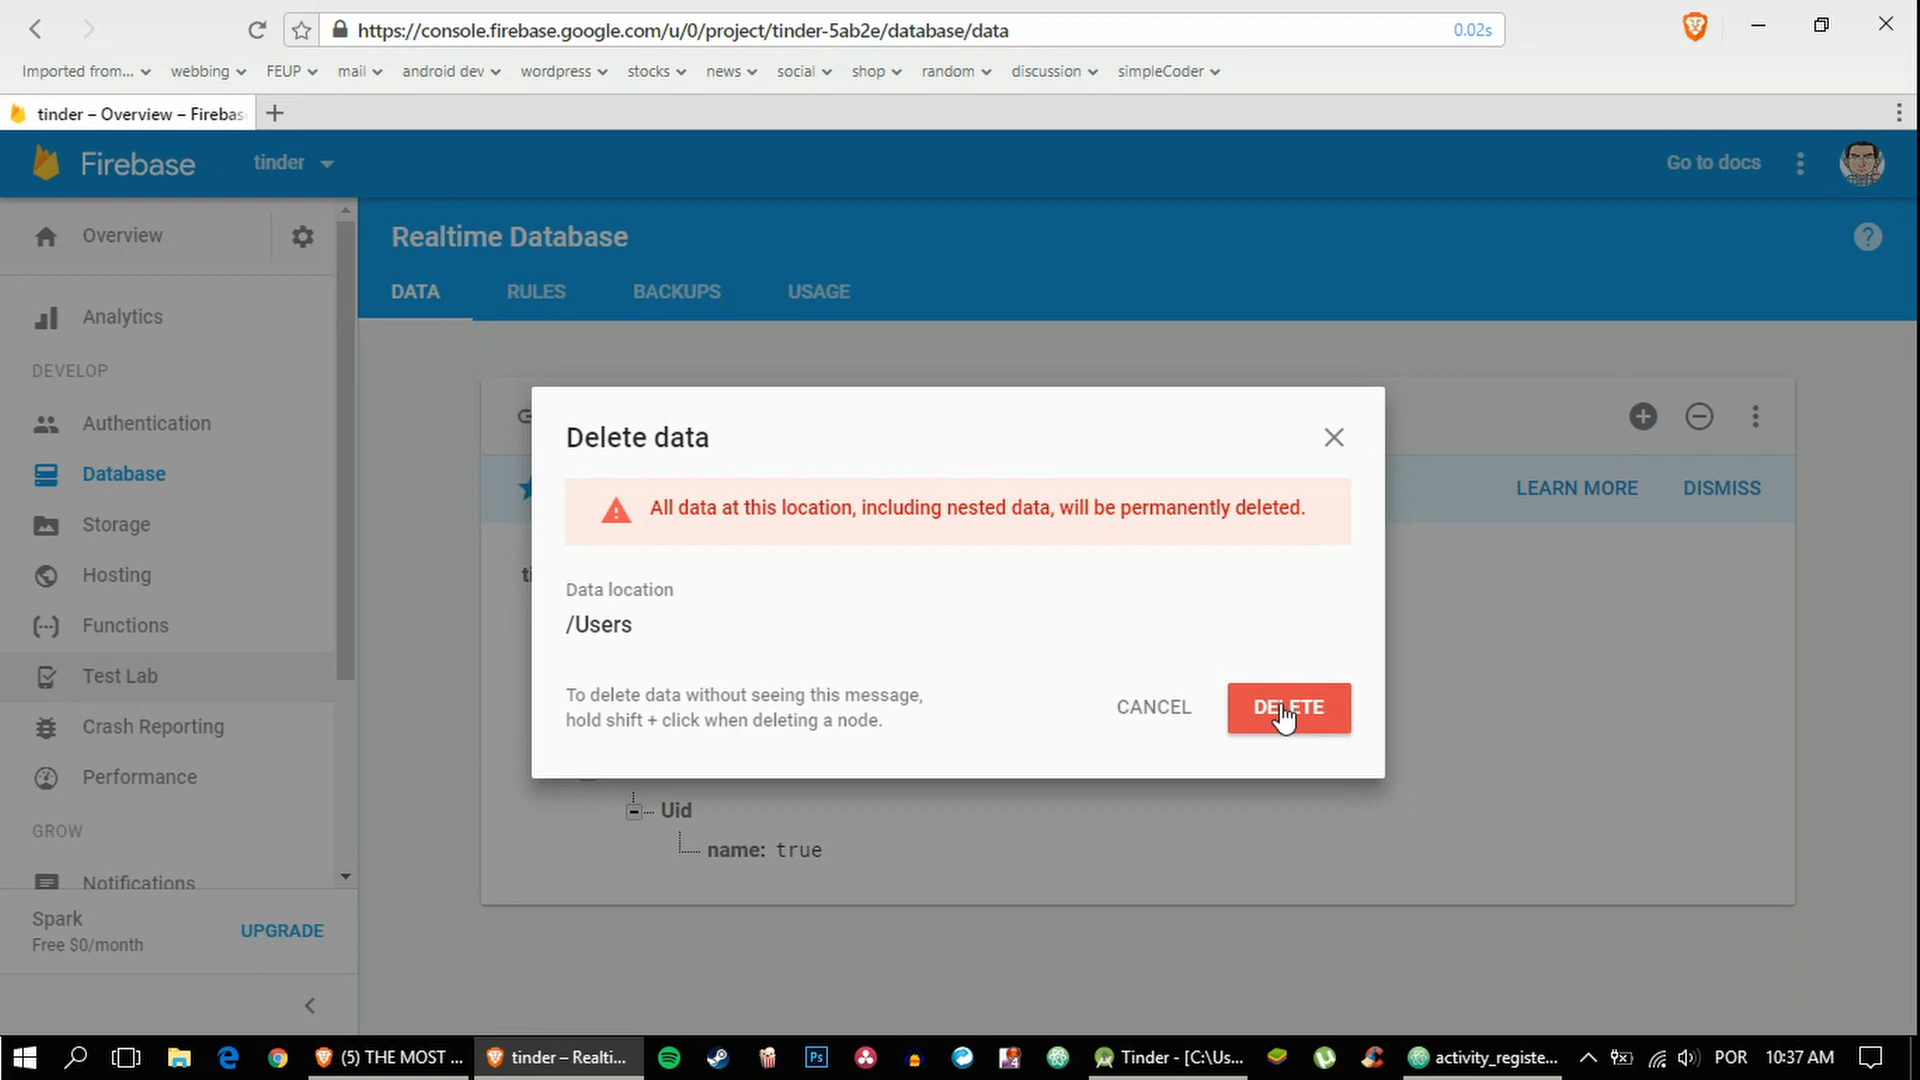 https://console.firebase.google.com/u/0/project/tinder-5ab2e/database/data
0.02s
Imported from...
webbing
FEUP
mail
android dev
wordpress
stocks
news
social
shop
random
discussion
simpleCoder
tinder – Overview – Firebas
Firebase
tinder
Go to docs
Overview
Realtime Database
DATA
RULES
BACKUPS
USAGE
Analytics
DEVELOP
Authentication
Database
Storage
Hosting
Functions
Test Lab
Crash Reporting
Performance
GROW
Notifications
Spark
Free $0/month
UPGRADE
LEARN MORE
DISMISS
Delete data
All data at this location, including nested data, will be permanently deleted.
Data location
/Users
To delete data without seeing this message,
hold shift + click when deleting a node.
CANCEL
DELETE
Uid
name: true
(5) THE MOST ...
tinder – Realti...
Ps
Tinder - [C:\Us...
activity_registe...
POR
10:37 AM